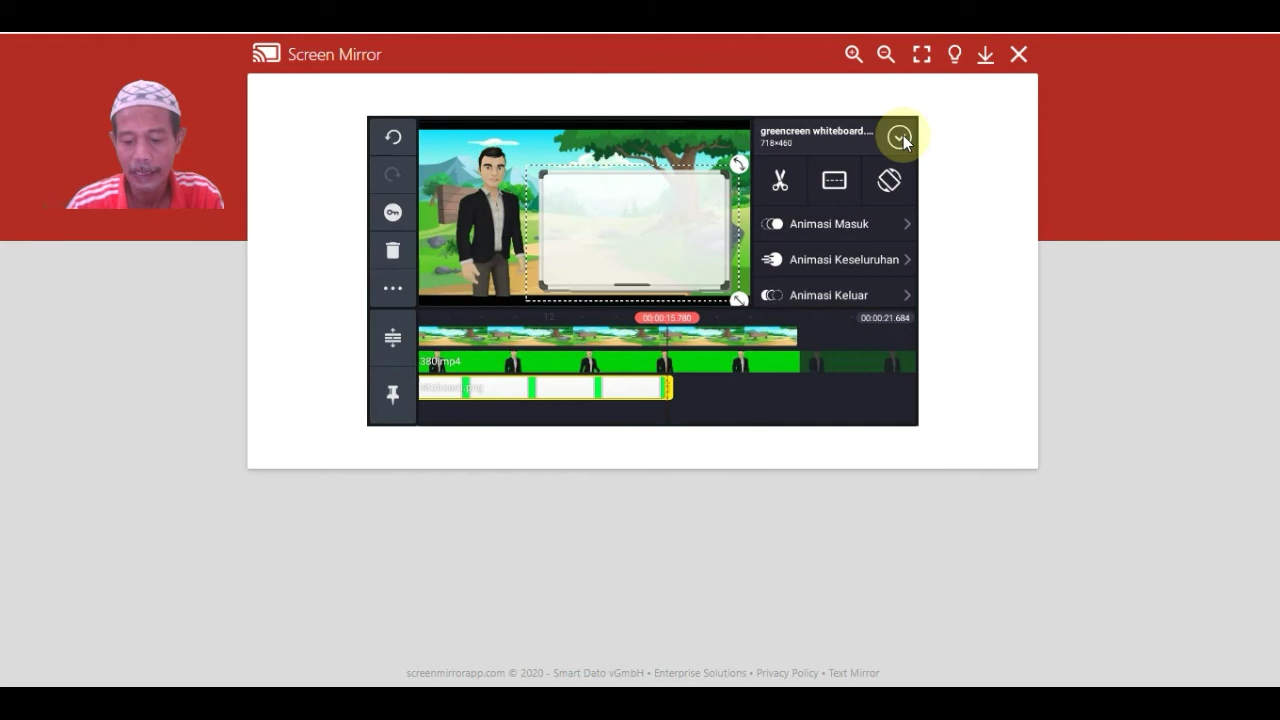 Screen Mirror
greencreen whiteboard....
718×460
Animasi Masuk
Animasi Keseluruhan
Animasi Keluar
12
00:00:15.780
00:00:21.684
380.mp4
screenmirrorapp.com © 2020 - Smart Dato vGmbH • Enterprise Solutions • Privacy Policy • Text Mirror